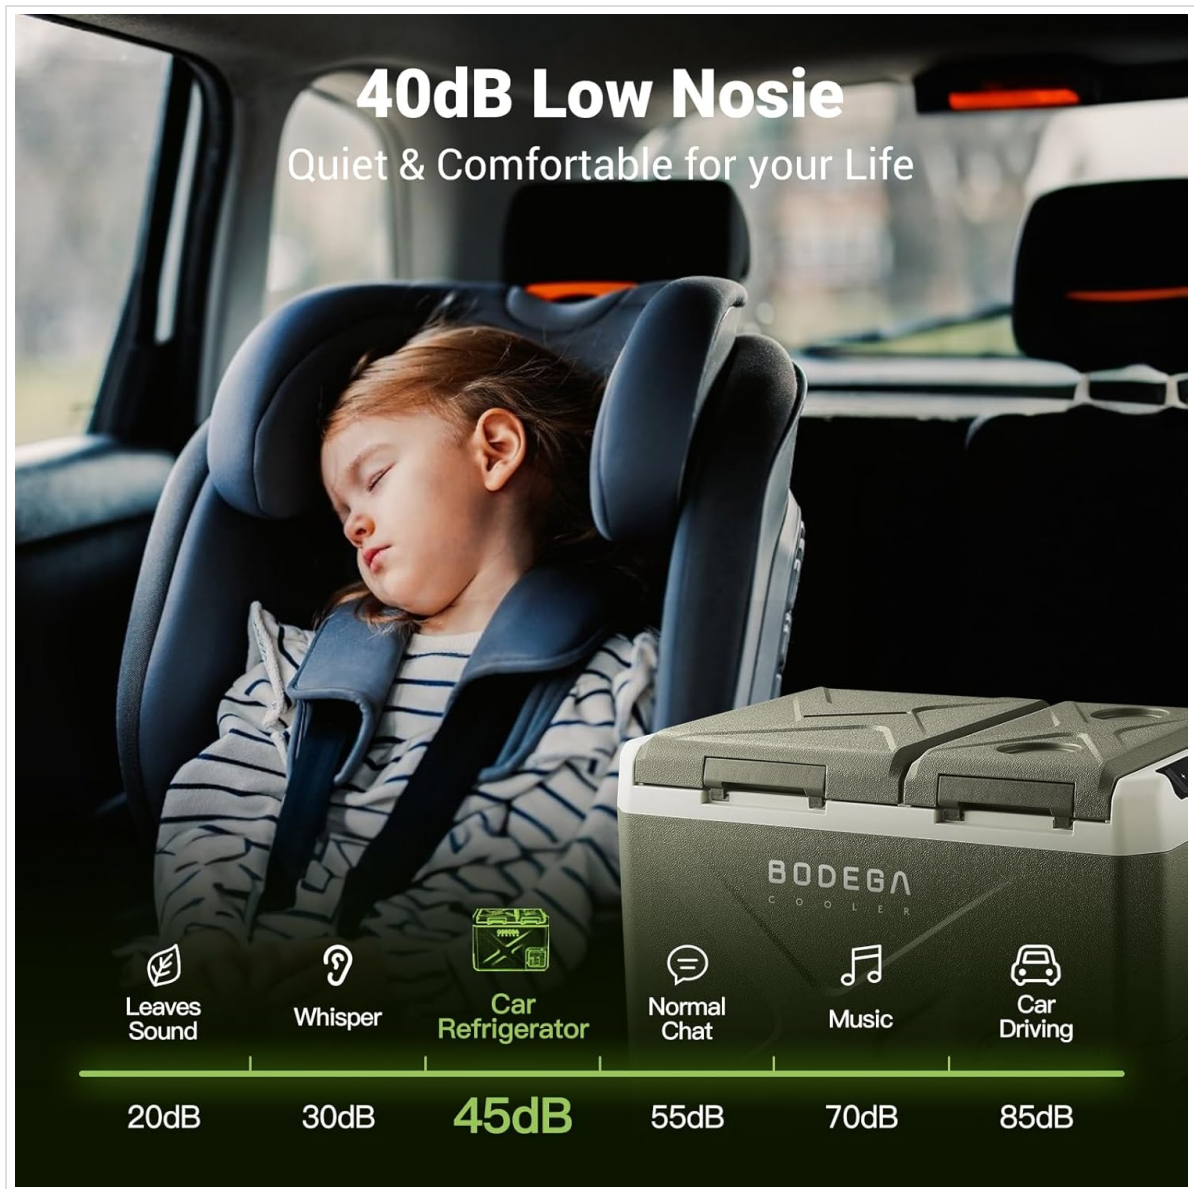 40dB Low Nosie
Quiet & Comfortable for your Life
BODEGA
COOLER
Leaves
Sound
Whisper
Car
Refrigerator
Normal
Chat
Music
Car
Driving
20dB
30dB
45dB
55dB
70dB
85dB